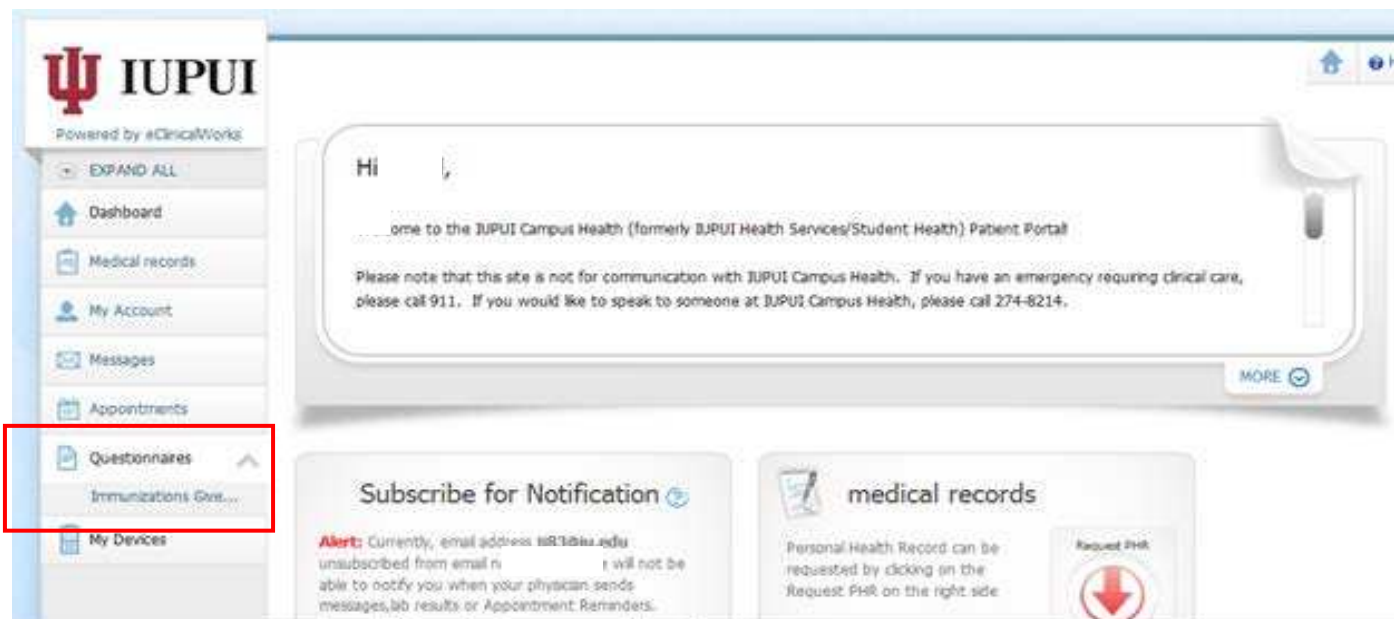 IUPUI
Powered by eClinicalWorks
EXPAND ALL
Dashboard
Medical records
My Account
Messages
Appointments
Questionnaires
Immunizations Give...
My Devices
H
Hi ,
ome to the IUPUI Campus Health (formerly IUPUI Health Services/Student Health) Patient Portal!
Please note that this site is not for communication with IUPUI Campus Health. If you have an emergency requiring clinical care,
please call 911. If you would like to speak to someone at IUPUI Campus Health, please call 274-8214.
MORE
Subscribe for Notification
Alert: Currently, email address
unsubscribed from email n will not be
able to notify you when your physician sends
messages,lab results or Appointment Reminders.
medical records
Personal Health Record can be
requested by clicking on the
Request PHR on the right side
Request PHR